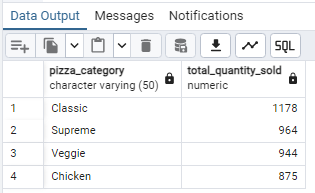 Data Output Messages Notifications
SQL
pizza_category total_quantity_sold
character varying (50) numeric
1 Classic 1178
2 Supreme 964
3 Veggie 944
4 Chicken 875